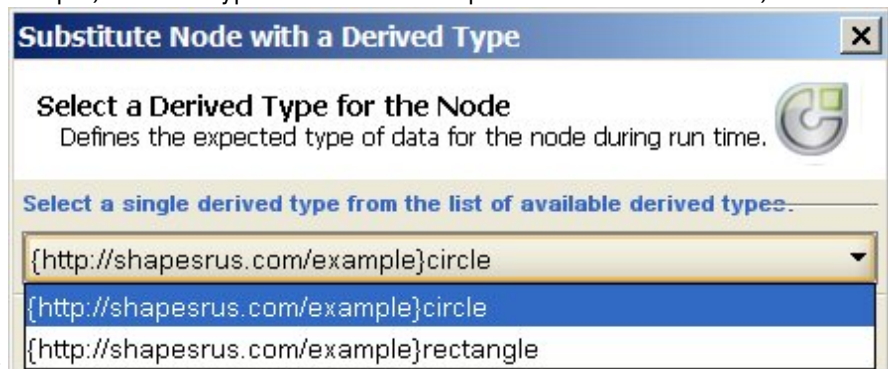 Substitute Node with a Derived Type
Select a Derived Type for the Node
Defines the expected type of data for the node during run time.
Select a single derived type from the list of available derived types.
{http://shapesrus.com/example}circle
{http://shapesrus.com/example}circle
{http://shapesrus.com/example}rectangle